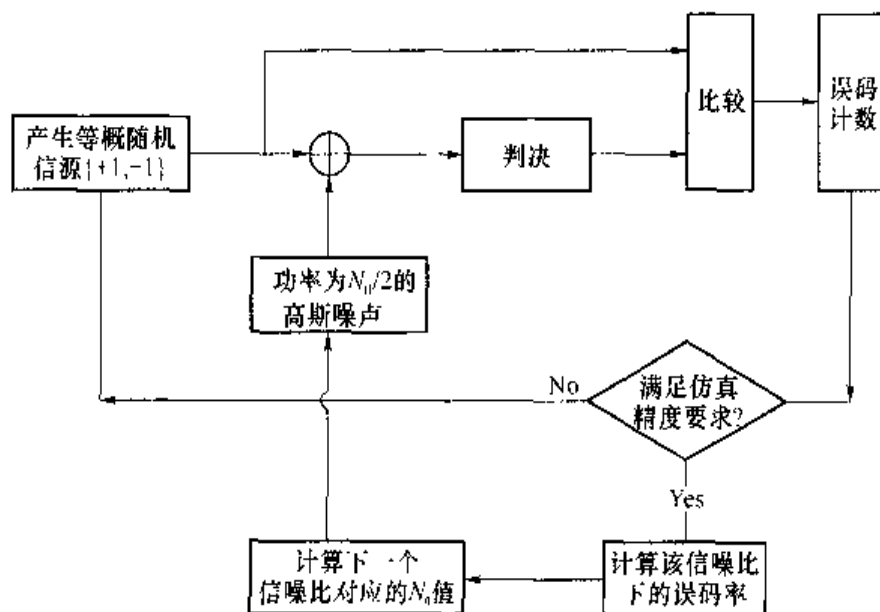 产生等概随机
信源{+1,-1}
判决
比较
误码
计数
功率为N₀/2的
高斯噪声
No
满足仿真
精度要求?
Yes
计算下一个
信噪比对应的N₀值
计算该信噪比
下的误码率